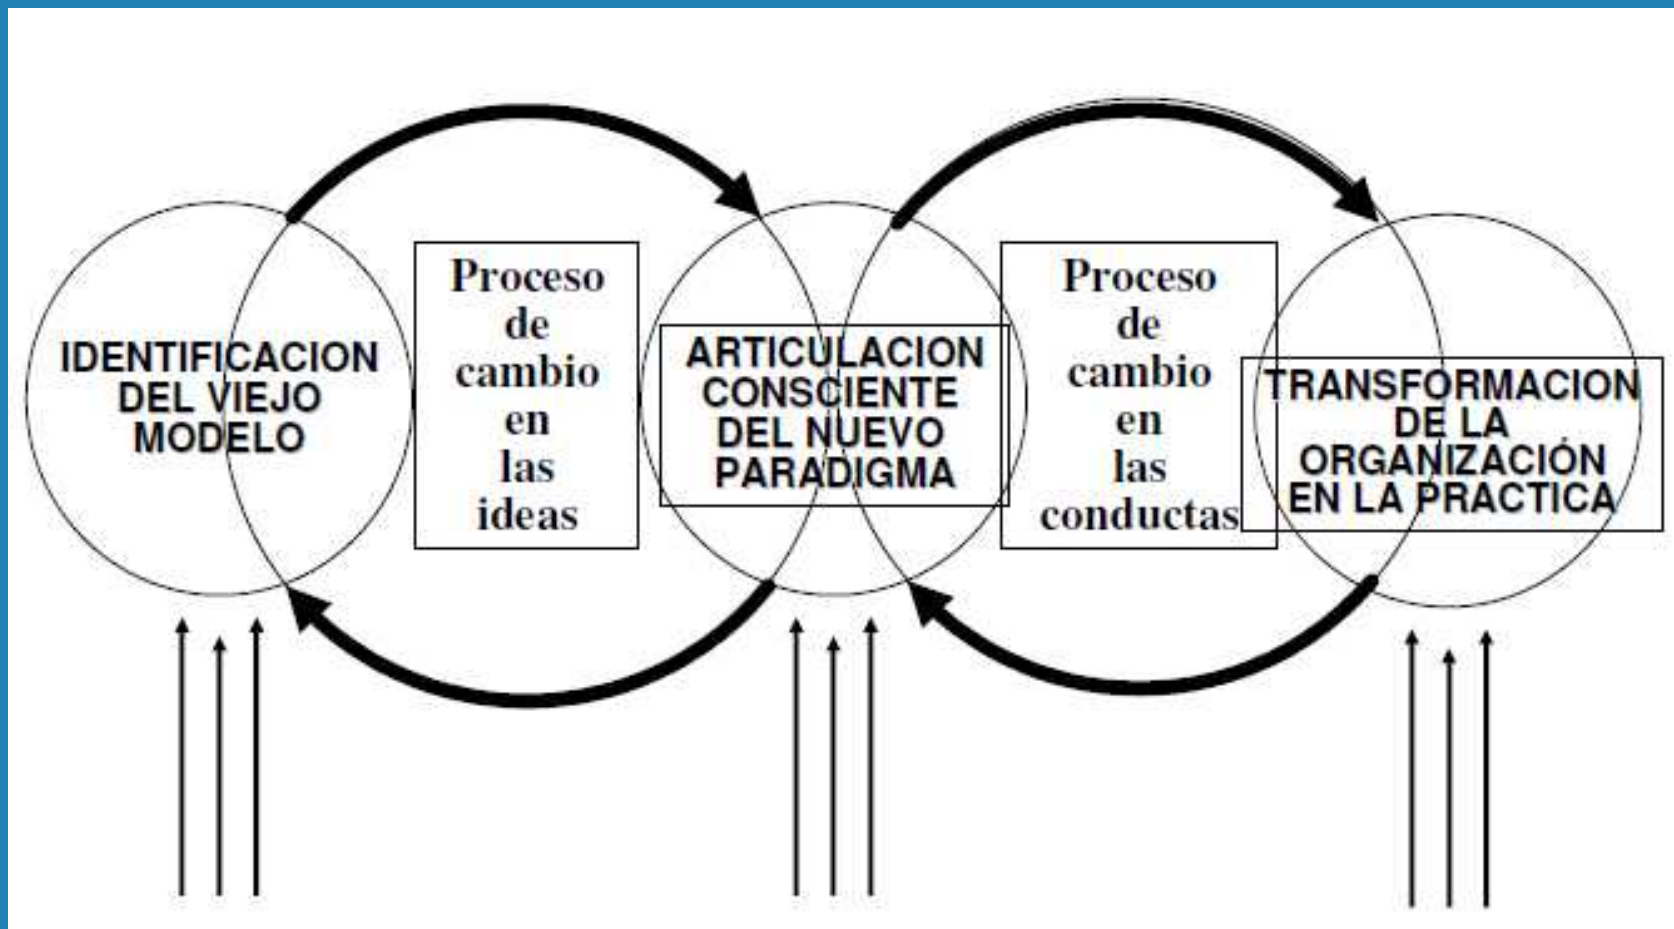 IDENTIFICACION
DEL VIEJO
MODELO
Proceso
de
cambio
en
las
ideas
ARTICULACION
CONSCIENTE
DEL NUEVO
PARADIGMA
Proceso
de
cambio
en
las
conductas
TRANSFORMACION
DE LA
ORGANIZACIÓN
EN LA PRACTICA